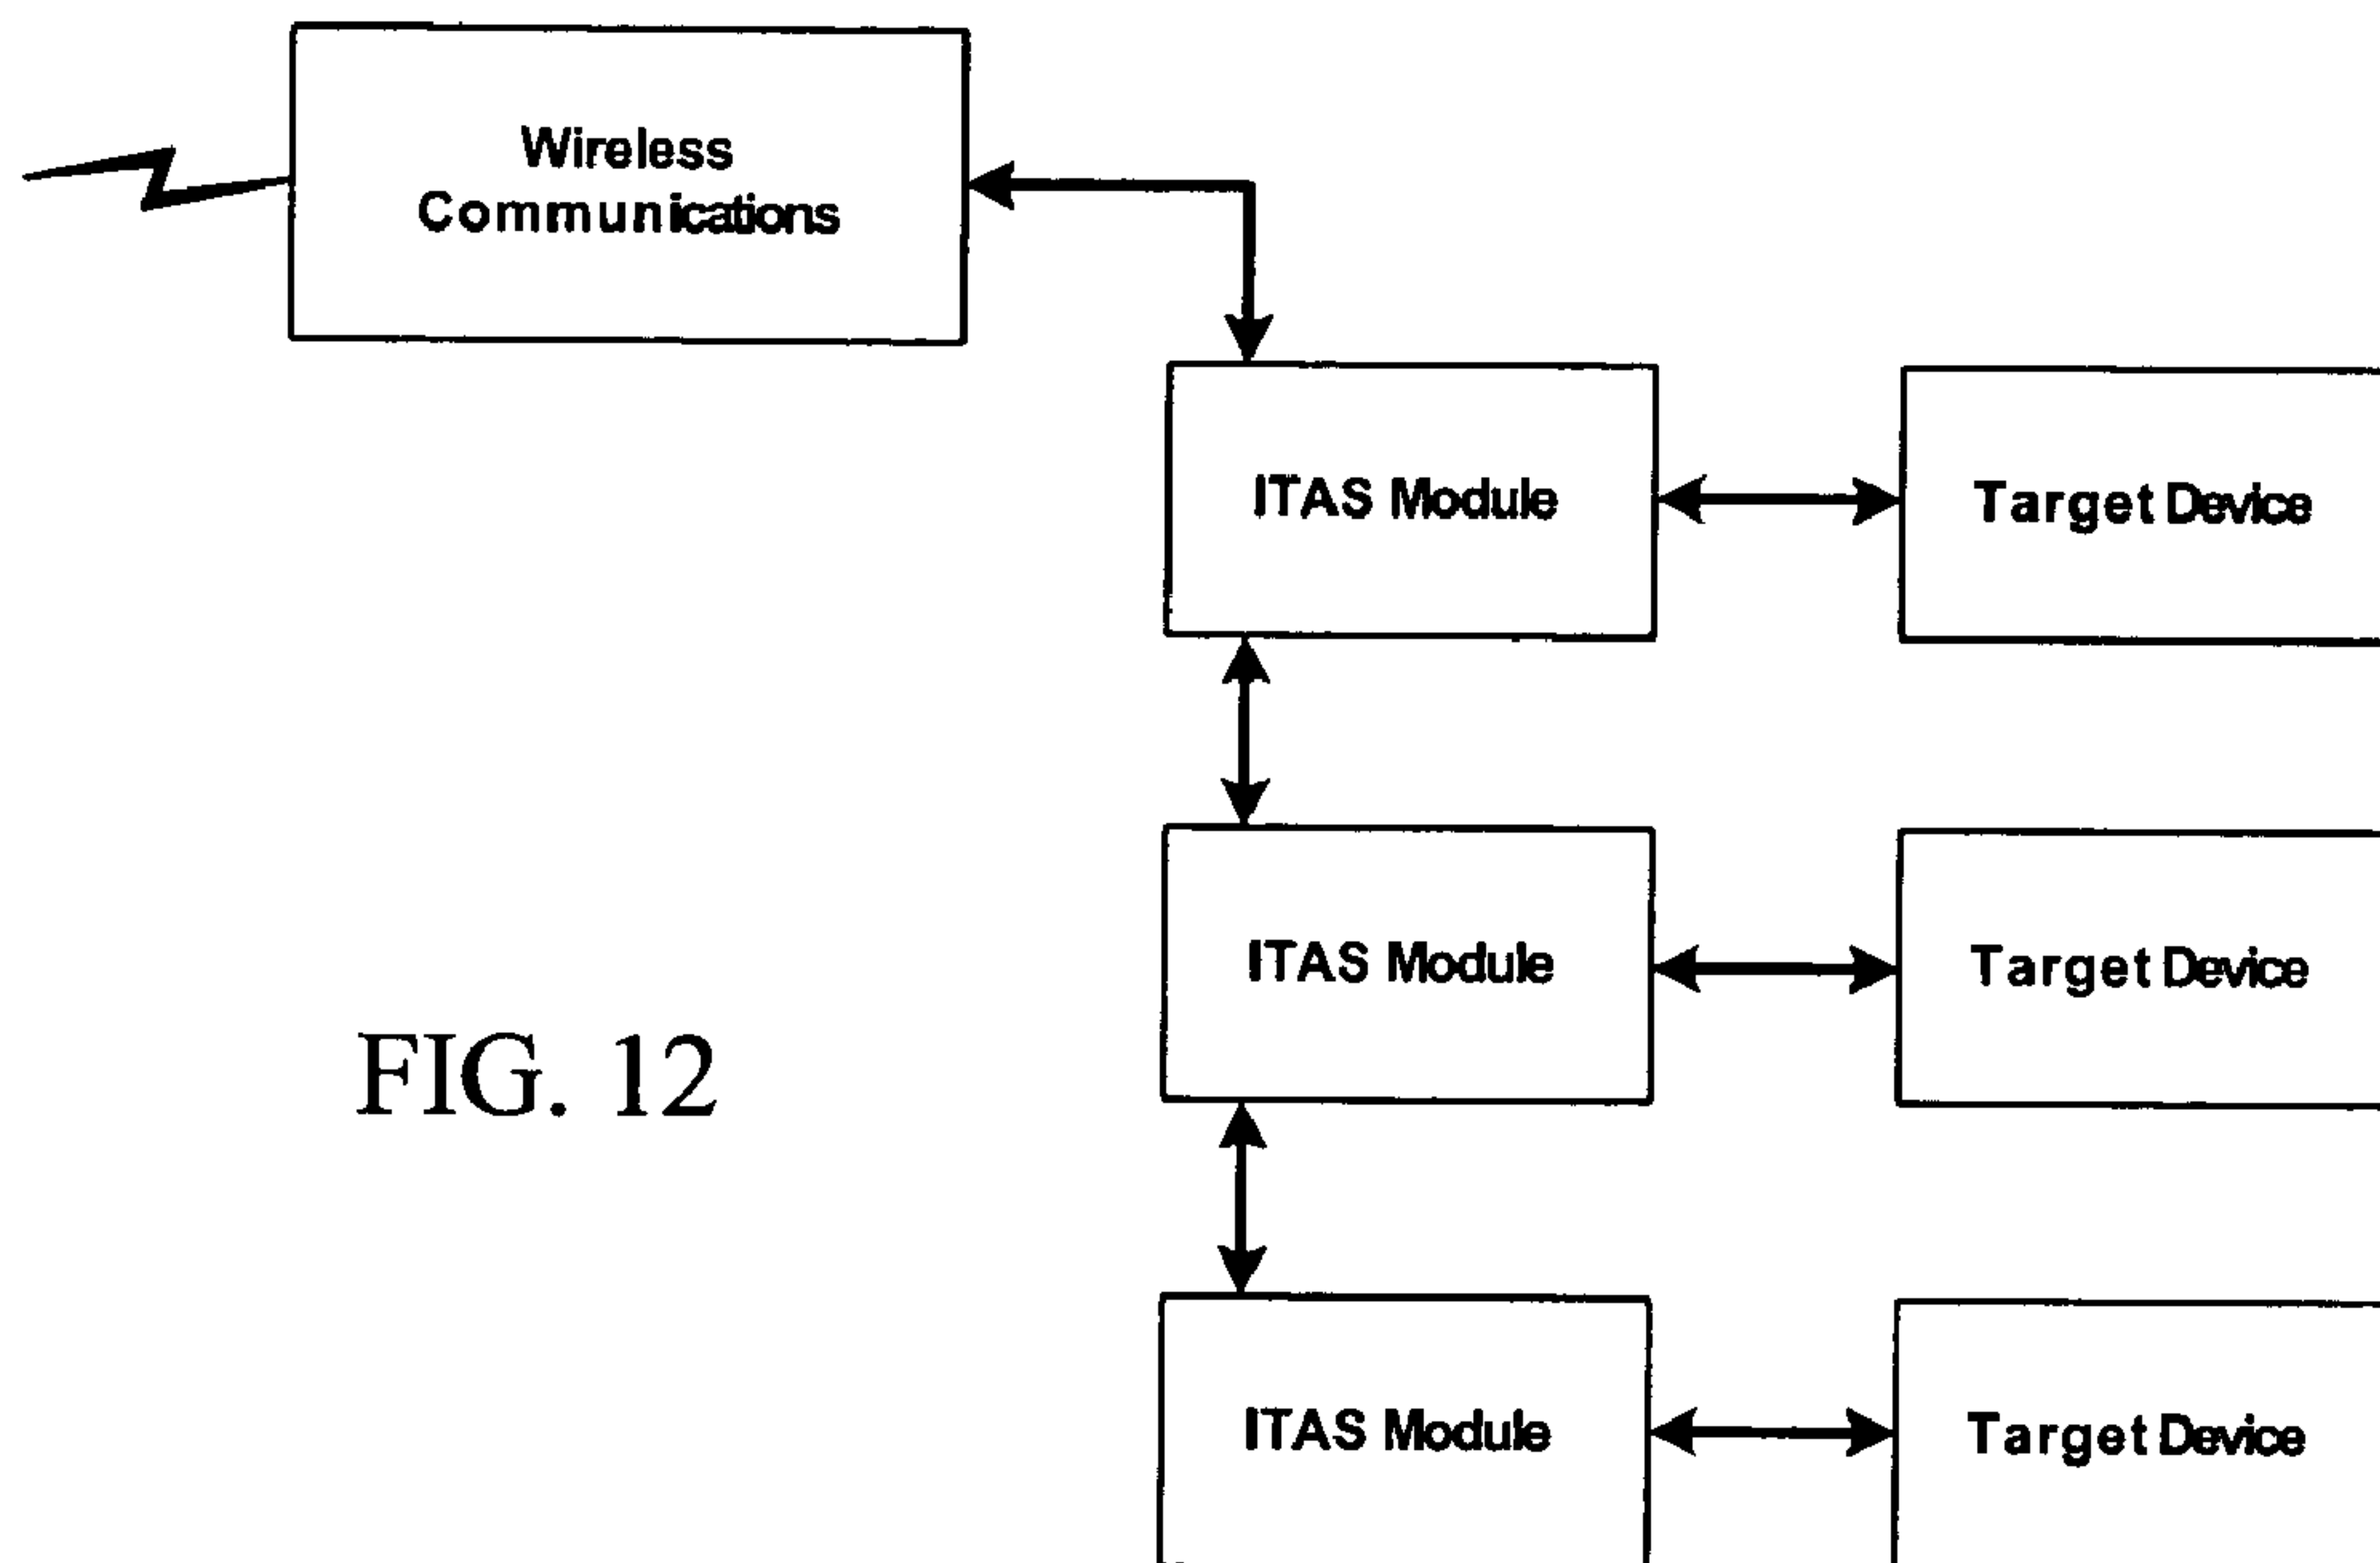 Wireless
Communications
ITAS Module
Target Device
ITAS Module
Target Device
FIG. 12
ITAS Module
Target Device